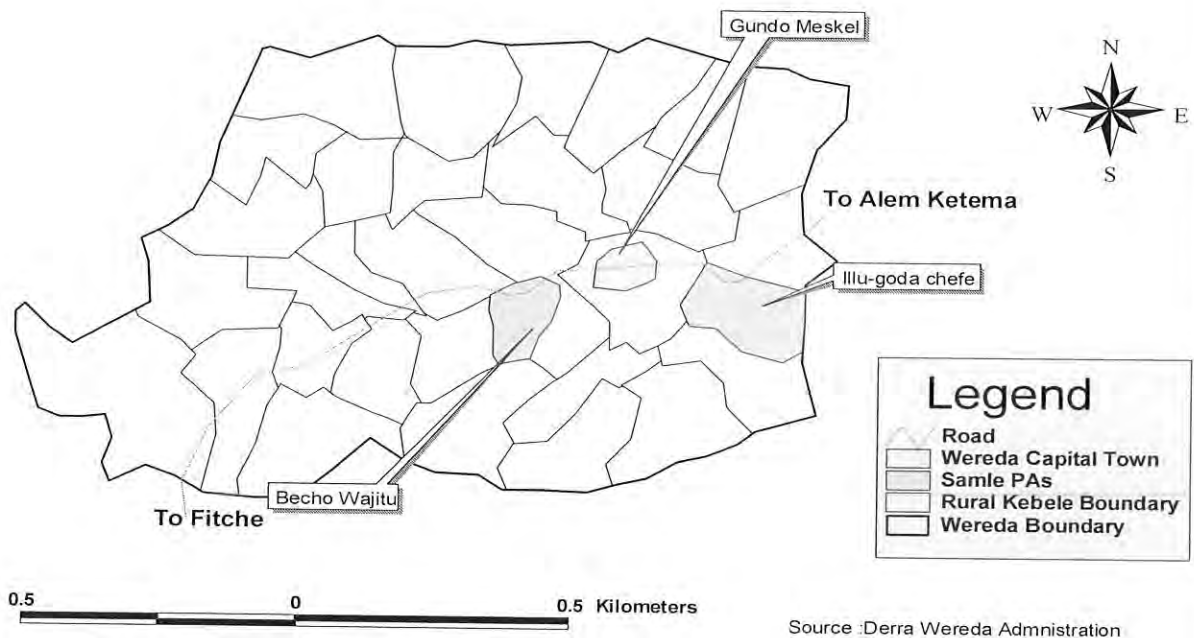 Gundo Meskel
N
W
E
S
To Alem Ketema
Illu-goda chefe
Legend
Road
Wereda Capital Town
Samle PAs
Rural Kebele Boundary
Wereda Boundary
Becho Wajitu
To Fitche
0.5 0 0.5 Kilometers
Source :Derra Wereda Admnistration